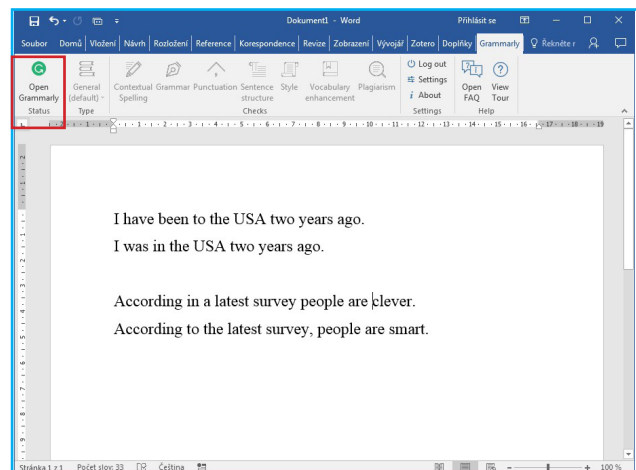 Dokument1 - Word
Přihlásit se
Soubor Domů Vložení Návrh Rozložení Reference Korespondence Revize Zobrazení Vývojář Zotero Doplňky Grammarly Řekněte r
Open Grammarly
General (default)
Contextual Spelling
Grammar
Punctuation
Sentence structure
Style
Vocabulary enhancement
Plagiarism
Log out
Settings
About
Open FAQ
View Tour
Status
Type
Checks
Settings
Help
I have been to the USA two years ago.
I was in the USA two years ago.
According in a latest survey people are clever.
According to the latest survey, people are smart.
Stránka 1 z 1 Počet slov: 33 Čeština 100 %